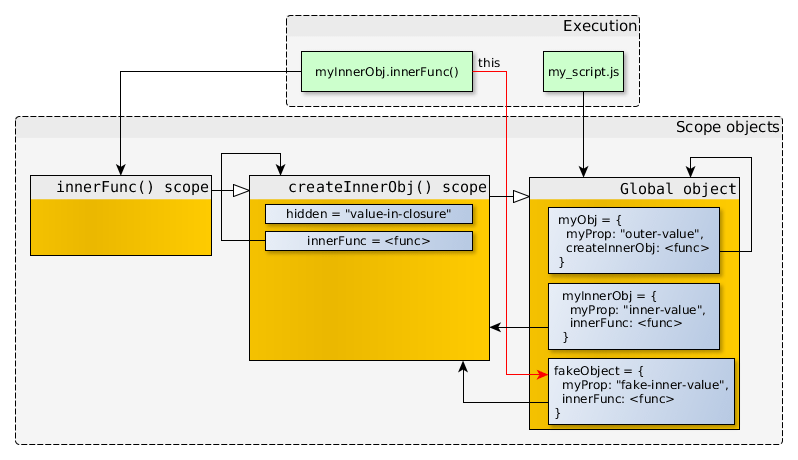 Execution
myInnerObj.innerFunc()
this
my_script.js
Scope objects
innerFunc() scope
createInnerObj() scope
Global object
hidden = "value-in-closure"
innerFunc = <func>
myObj = {
myProp: "outer-value",
createInnerObj: <func>
}
myInnerObj = {
myProp: "inner-value",
innerFunc: <func>
}
fakeObject = {
myProp: "fake-inner-value",
innerFunc: <func>
}